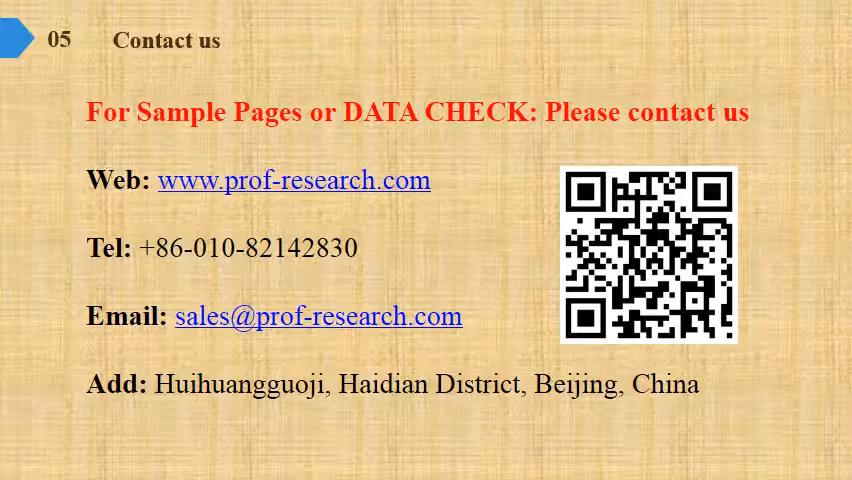 05 Contact us
For Sample Pages or DATA CHECK: Please contact us
Web: www.prof-research.com
Tel: +86-010-82142830
Email: sales@prof-research.com
Add: Huihuangguoji, Haidian District, Beijing, China